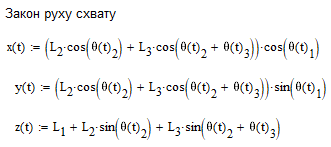 Закон руху схвату
x(t) := (L₂·cos(θ(t)₂) + L₃·cos(θ(t)₂ + θ(t)₃))·cos(θ(t)₁)
y(t) := (L₂·cos(θ(t)₂) + L₃·cos(θ(t)₂ + θ(t)₃))·sin(θ(t)₁)
z(t) := L₁ + L₂·sin(θ(t)₂) + L₃·sin(θ(t)₂ + θ(t)₃)